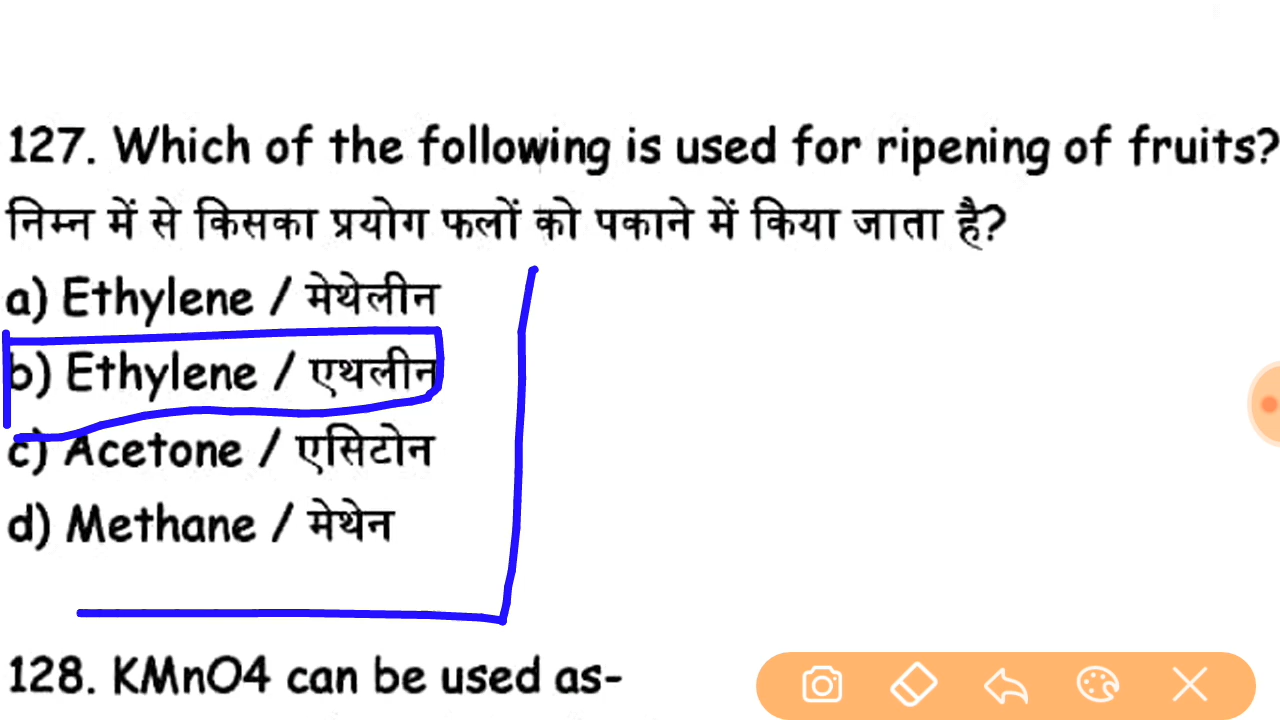 127. Which of the following is used for ripening of fruits?
निम्न में से किसका प्रयोग फलों को पकाने में किया जाता है?
a) Ethylene / मेथेलीन
b) Ethylene / एथलीन
c) Acetone / एसिटोन
d) Methane / मेथेन
128. KMnO4 can be used as-